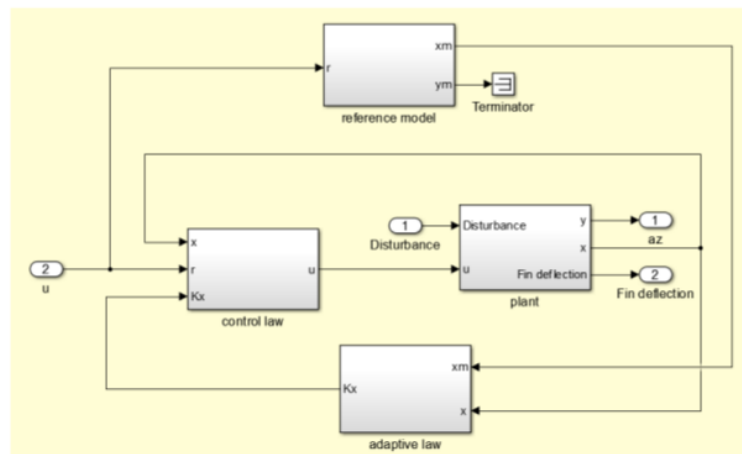 xm
r
ym
Terminator
reference model
1
Disturbance
Disturbance
y
1
az
x
x
2
u
r
u
u
Fin deflection
2
Fin deflection
plant
Kx
control law
xm
Kx
x
adaptive law